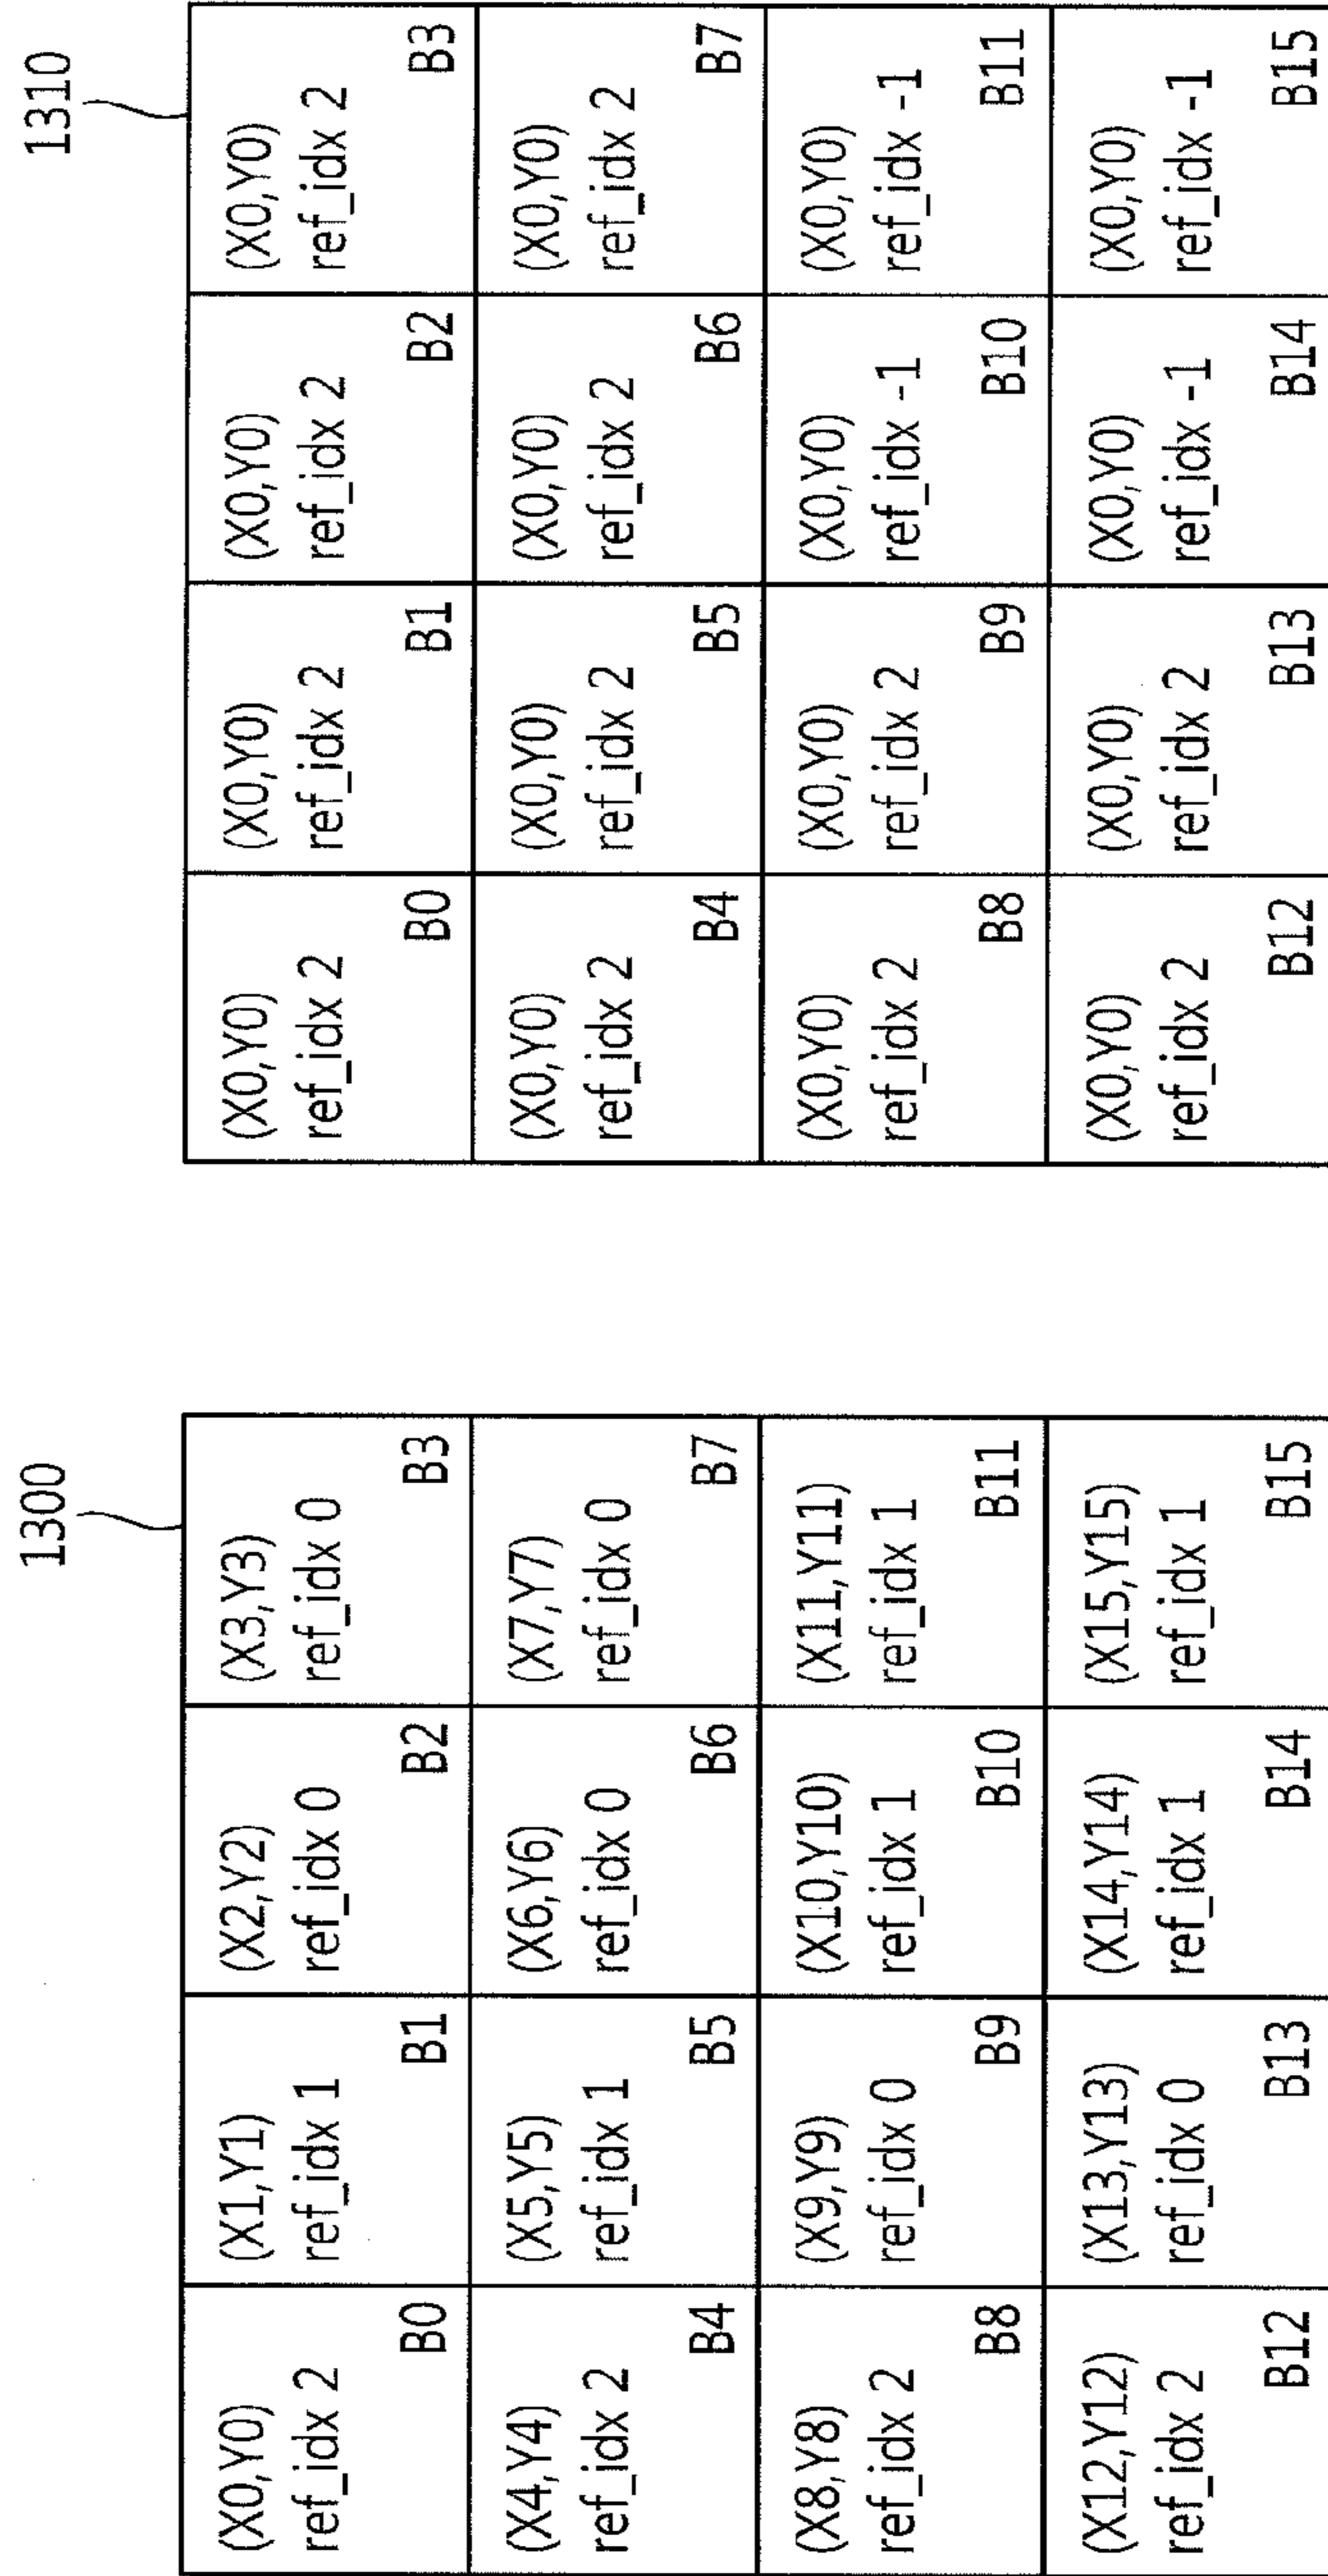 1300
(X0,Y0)
ref_idx 2
B0
(X1,Y1)
ref_idx 1
B1
(X2,Y2)
ref_idx 0
B2
(X3,Y3)
ref_idx 0
B3
(X4,Y4)
ref_idx 2
B4
(X5,Y5)
ref_idx 1
B5
(X6,Y6)
ref_idx 0
B6
(X7,Y7)
ref_idx 0
B7
(X8,Y8)
ref_idx 2
B8
(X9,Y9)
ref_idx 0
B9
(X10,Y10)
ref_idx 1
B10
(X11,Y11)
ref_idx 1
B11
(X12,Y12)
ref_idx 2
B12
(X13,Y13)
ref_idx 0
B13
(X14,Y14)
ref_idx 1
B14
(X15,Y15)
ref_idx 1
B15
1310
(X0,Y0)
ref_idx 2
B0
(X0,Y0)
ref_idx 2
B1
(X0,Y0)
ref_idx 2
B2
(X0,Y0)
ref_idx 2
B3
(X0,Y0)
ref_idx 2
B4
(X0,Y0)
ref_idx 2
B5
(X0,Y0)
ref_idx 2
B6
(X0,Y0)
ref_idx 2
B7
(X0,Y0)
ref_idx 2
B8
(X0,Y0)
ref_idx 2
B9
(X0,Y0)
ref_idx -1
B10
(X0,Y0)
ref_idx -1
B11
(X0,Y0)
ref_idx 2
B12
(X0,Y0)
ref_idx 2
B13
(X0,Y0)
ref_idx -1
B14
(X0,Y0)
ref_idx -1
B15